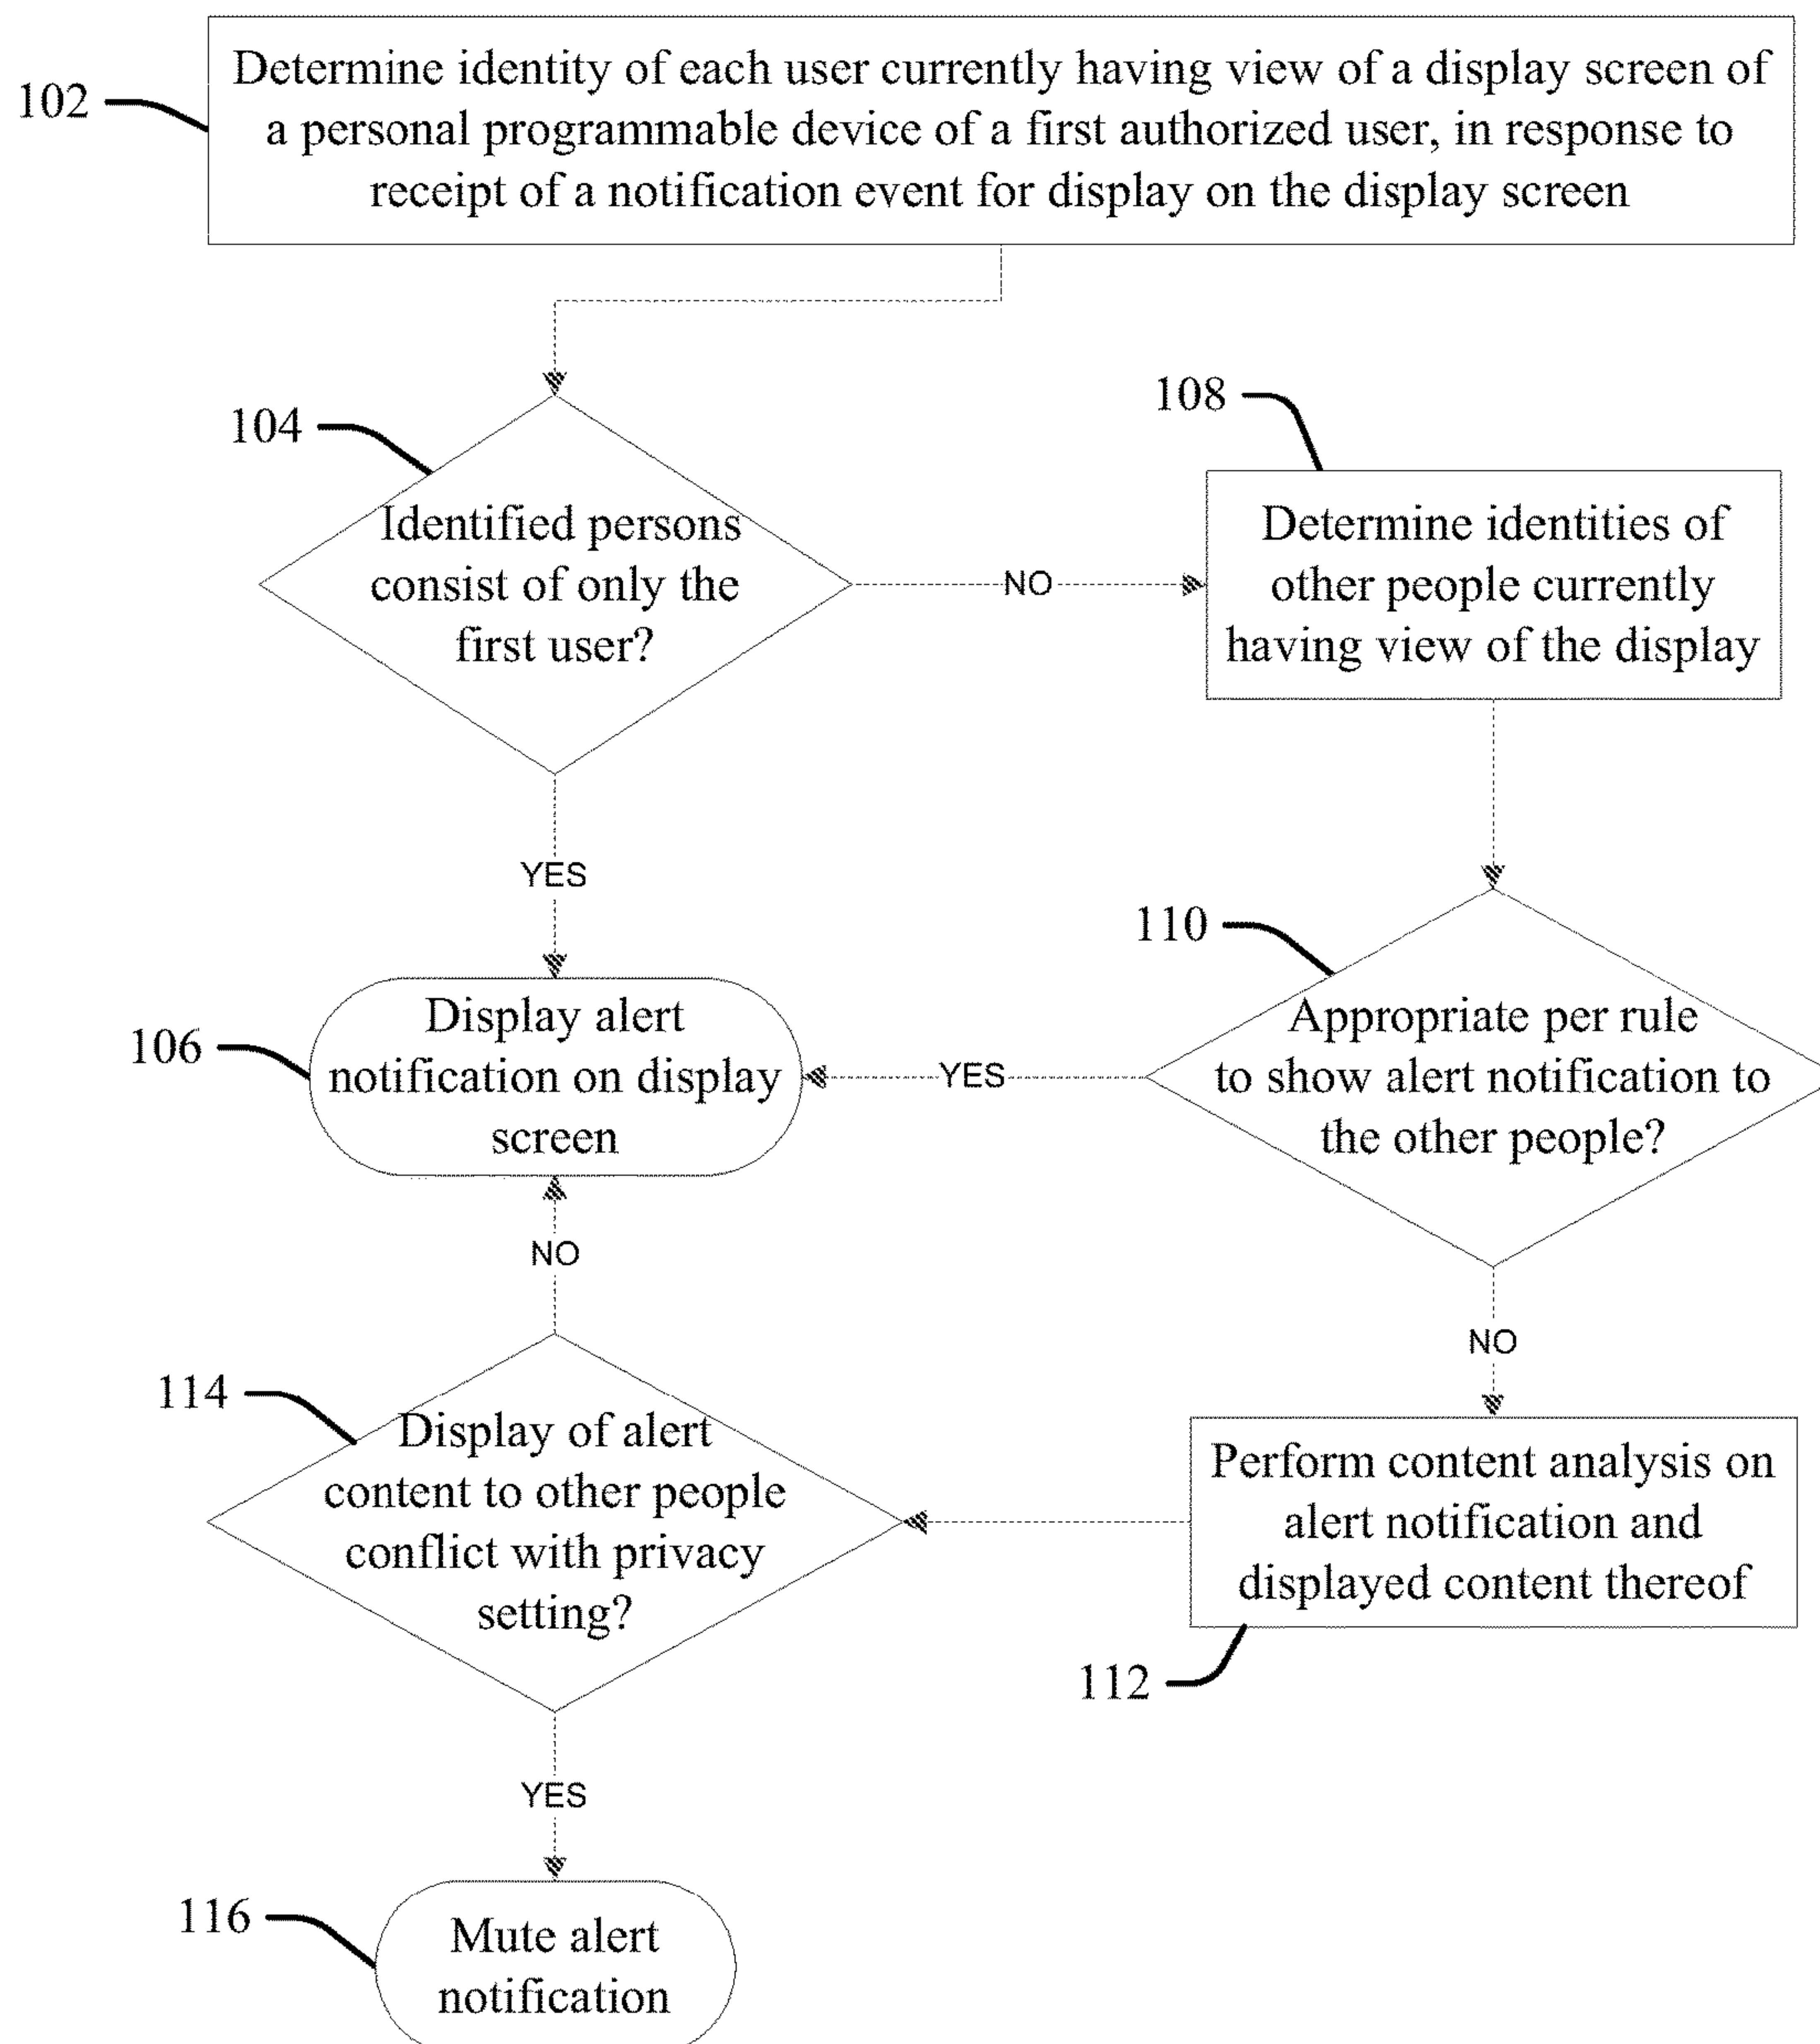 102
Determine identity of each user currently having view of a display screen of
a personal programmable device of a first authorized user, in response to
receipt of a notification event for display on the display screen
104
Identified persons
consist of only the
first user?
NO
108
Determine identities of
other people currently
having view of the display
YES
110
Appropriate per rule
to show alert notification to
the other people?
YES
106
Display alert
notification on display
screen
NO
NO
112
Perform content analysis on
alert notification and
displayed content thereof
114
Display of alert
content to other people
conflict with privacy
setting?
YES
116
Mute alert
notification